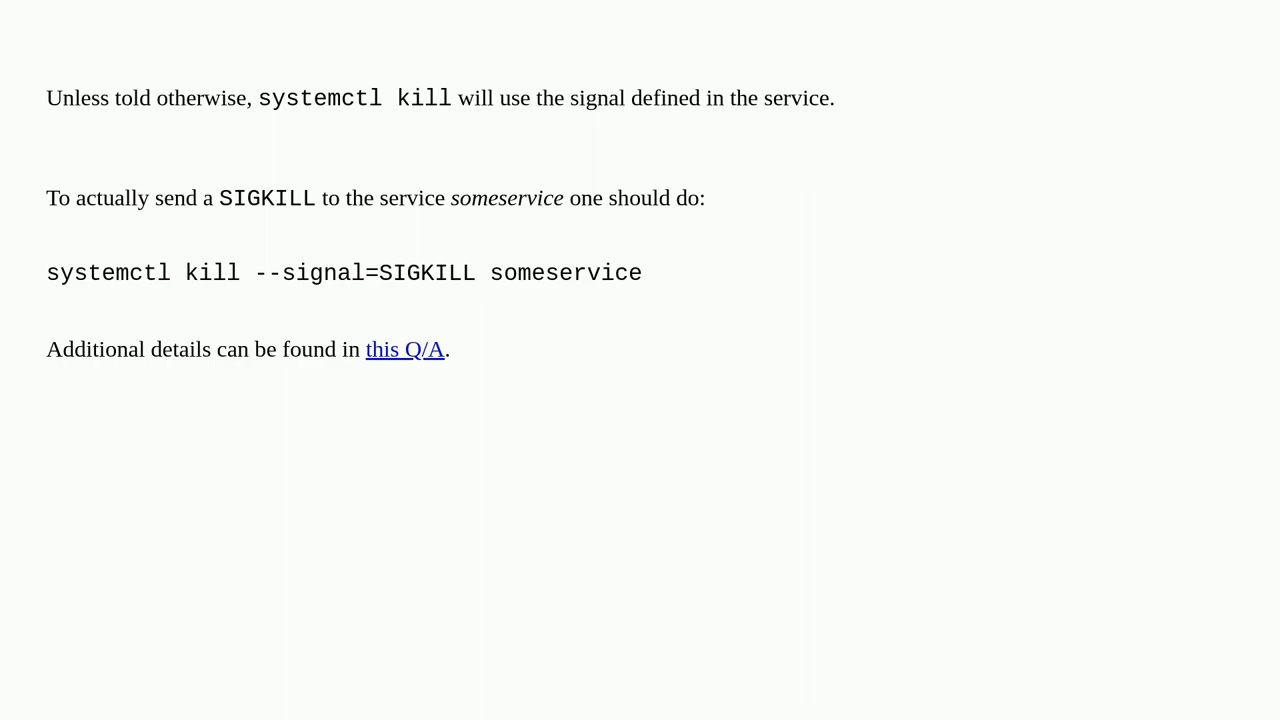 Unless told otherwise, systemctl kill will use the signal defined in the service.
To actually send a SIGKILL to the service someservice one should do:
systemctl kill --signal=SIGKILL someservice
Additional details can be found in this Q/A.